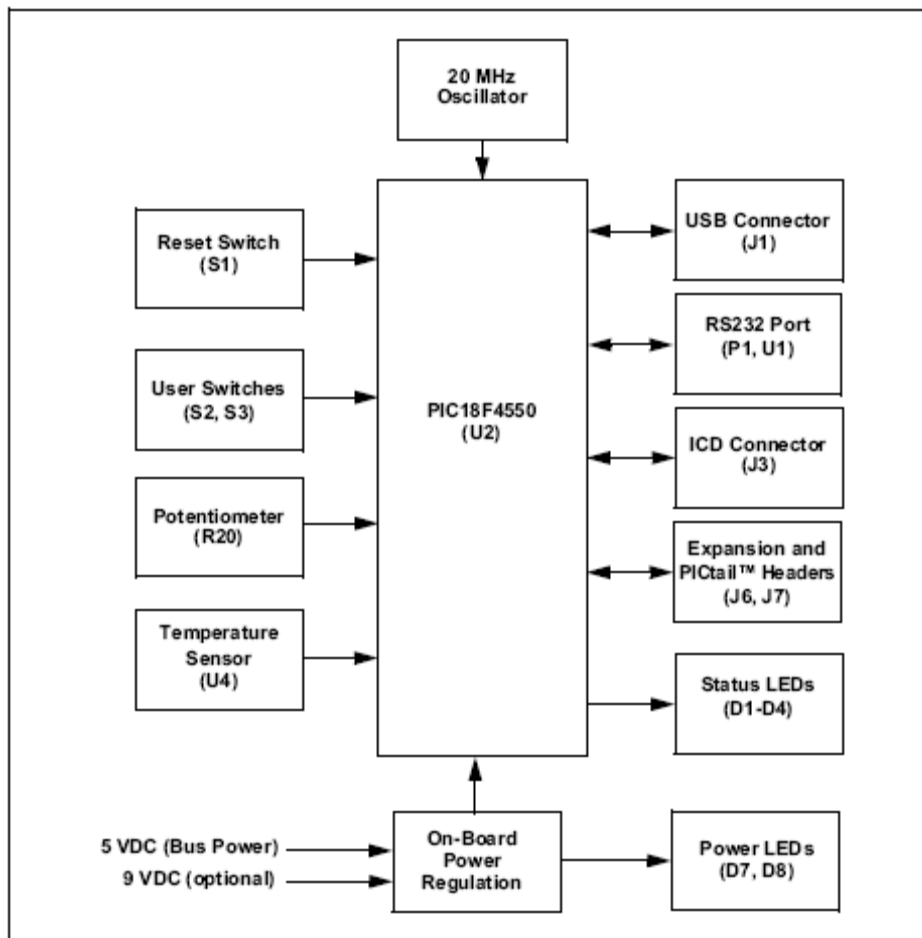 20 MHz
Oscillator
Reset Switch
(S1)
User Switches
(S2, S3)
Potentiometer
(R20)
Temperature
Sensor
(U4)
PIC18F4550
(U2)
USB Connector
(J1)
RS232 Port
(P1, U1)
ICD Connector
(J3)
Expansion and
PICtail™ Headers
(J6, J7)
Status LEDs
(D1-D4)
5 VDC (Bus Power)
9 VDC (optional)
On-Board
Power
Regulation
Power LEDs
(D7, D8)